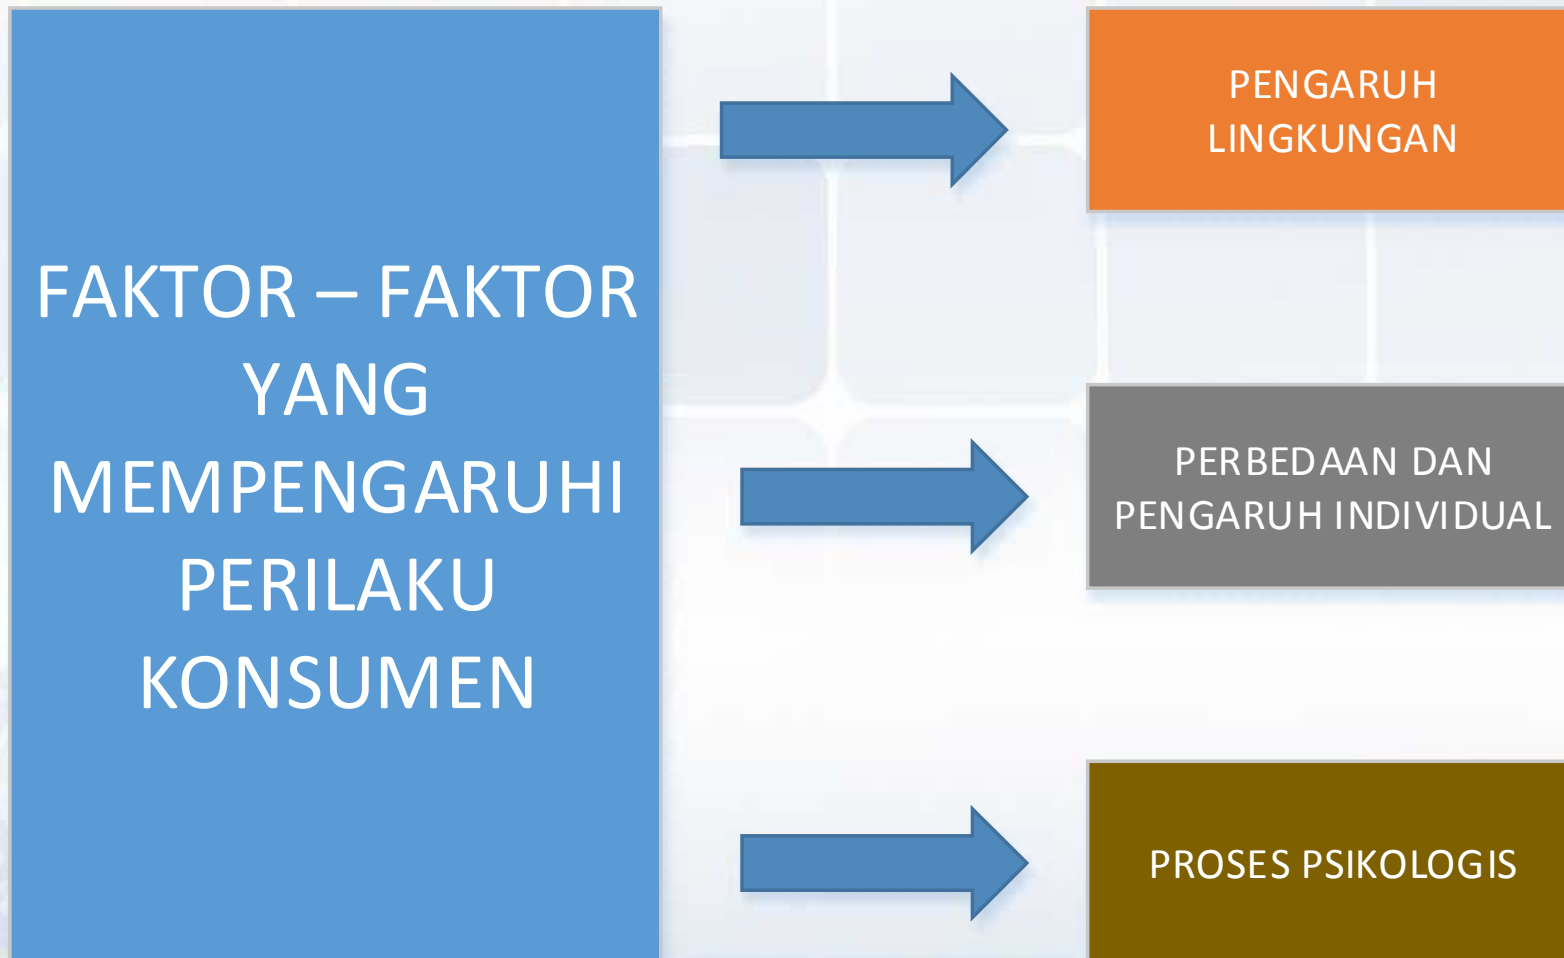 FAKTOR – FAKTOR
YANG
MEMPENGARUHI
PERILAKU
KONSUMEN
PENGARUH
LINGKUNGAN
PERBEDAAN DAN
PENGARUH INDIVIDUAL
PROSES PSIKOLOGIS